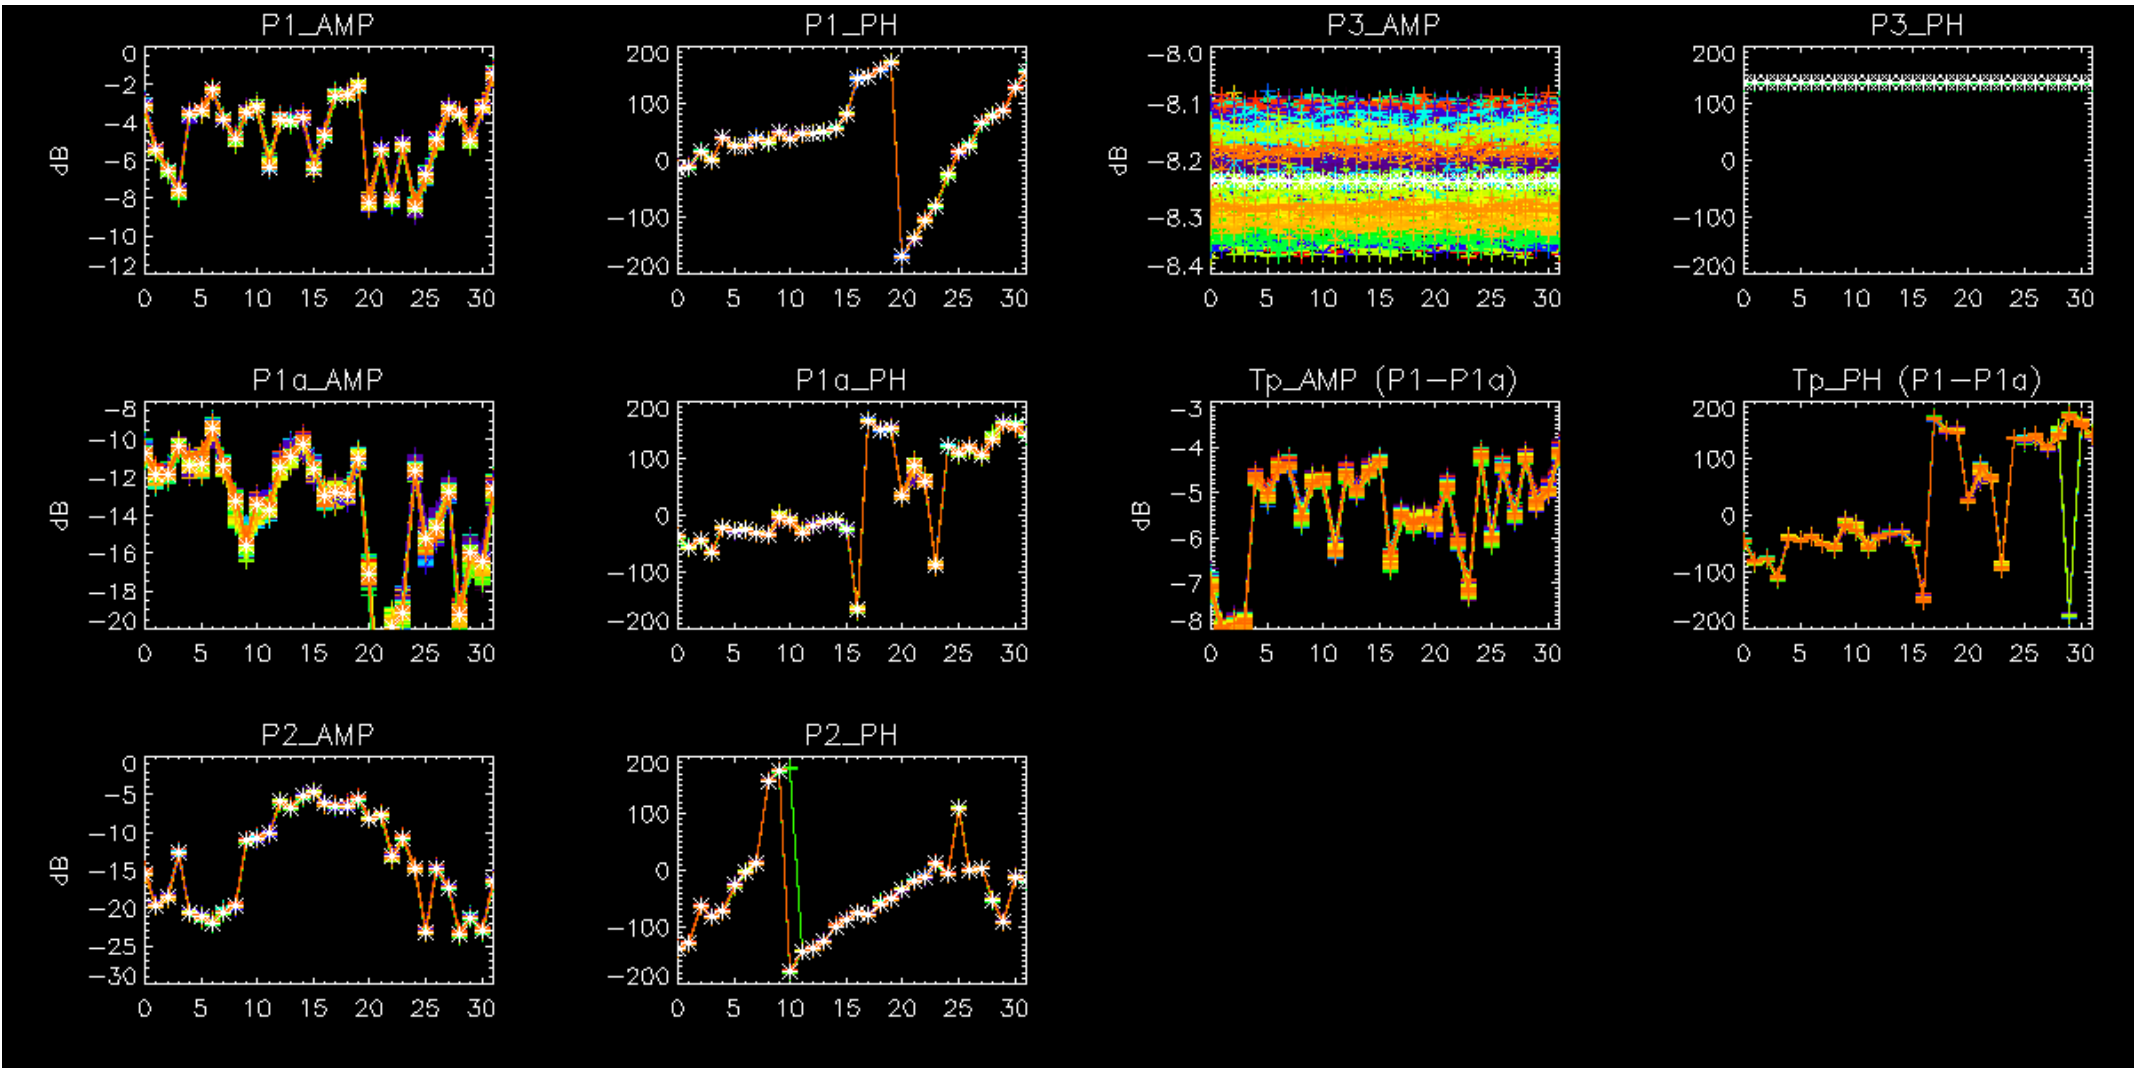 P1_AMP
P1_PH
P3_AMP
P3_PH
dB
0
−2
−4
−6
−8
−10
−12
0 5 10 15 20 25 30
200
100
0
−100
−200
0 5 10 15 20 25 30
dB
−8.0
−8.1
−8.2
−8.3
−8.4
0 5 10 15 20 25 30
200
100
0
−100
−200
0 5 10 15 20 25 30
P1a_AMP
P1a_PH
Tp_AMP (P1−P1a)
Tp_PH (P1−P1a)
dB
−8
−10
−12
−14
−16
−18
−20
0 5 10 15 20 25 30
200
100
0
−100
−200
0 5 10 15 20 25 30
dB
−3
−4
−5
−6
−7
−8
0 5 10 15 20 25 30
200
100
0
−100
−200
0 5 10 15 20 25 30
P2_AMP
P2_PH
dB
0
−5
−10
−15
−20
−25
−30
0 5 10 15 20 25 30
200
100
0
−100
−200
0 5 10 15 20 25 30